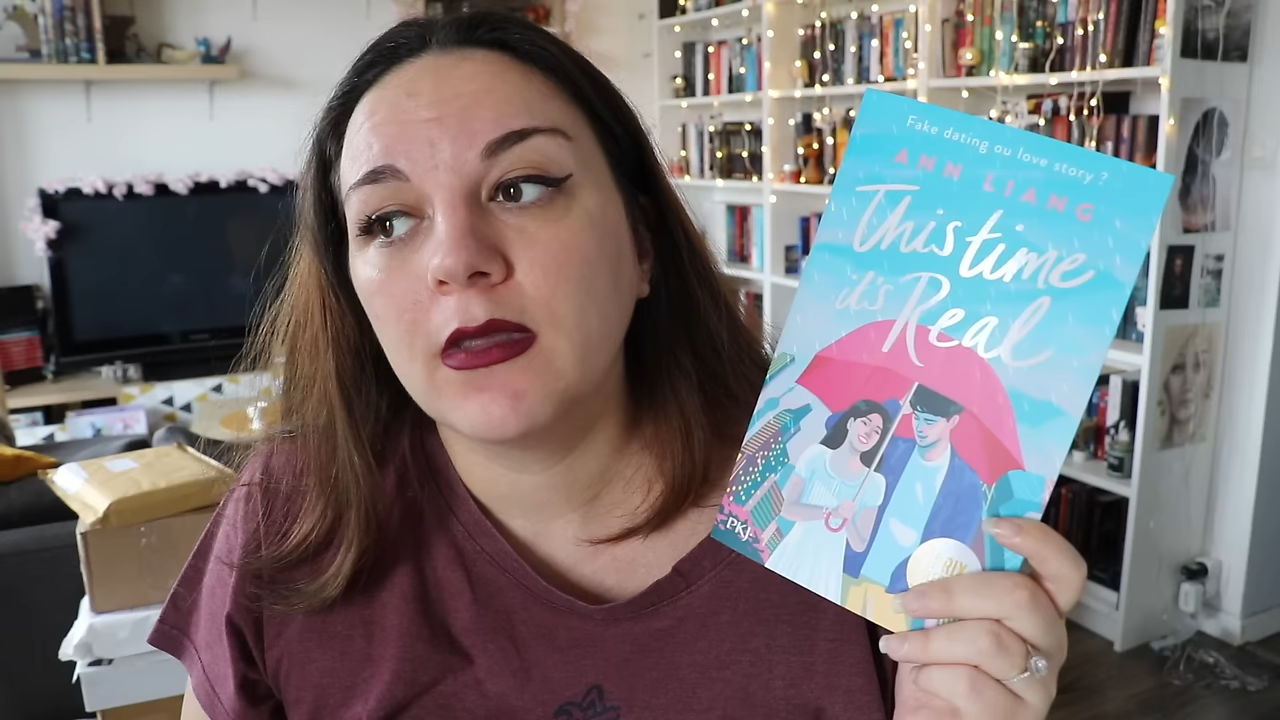 Fake dating ou love story ?
ANN LIANG
This time
it's Real
PKJ